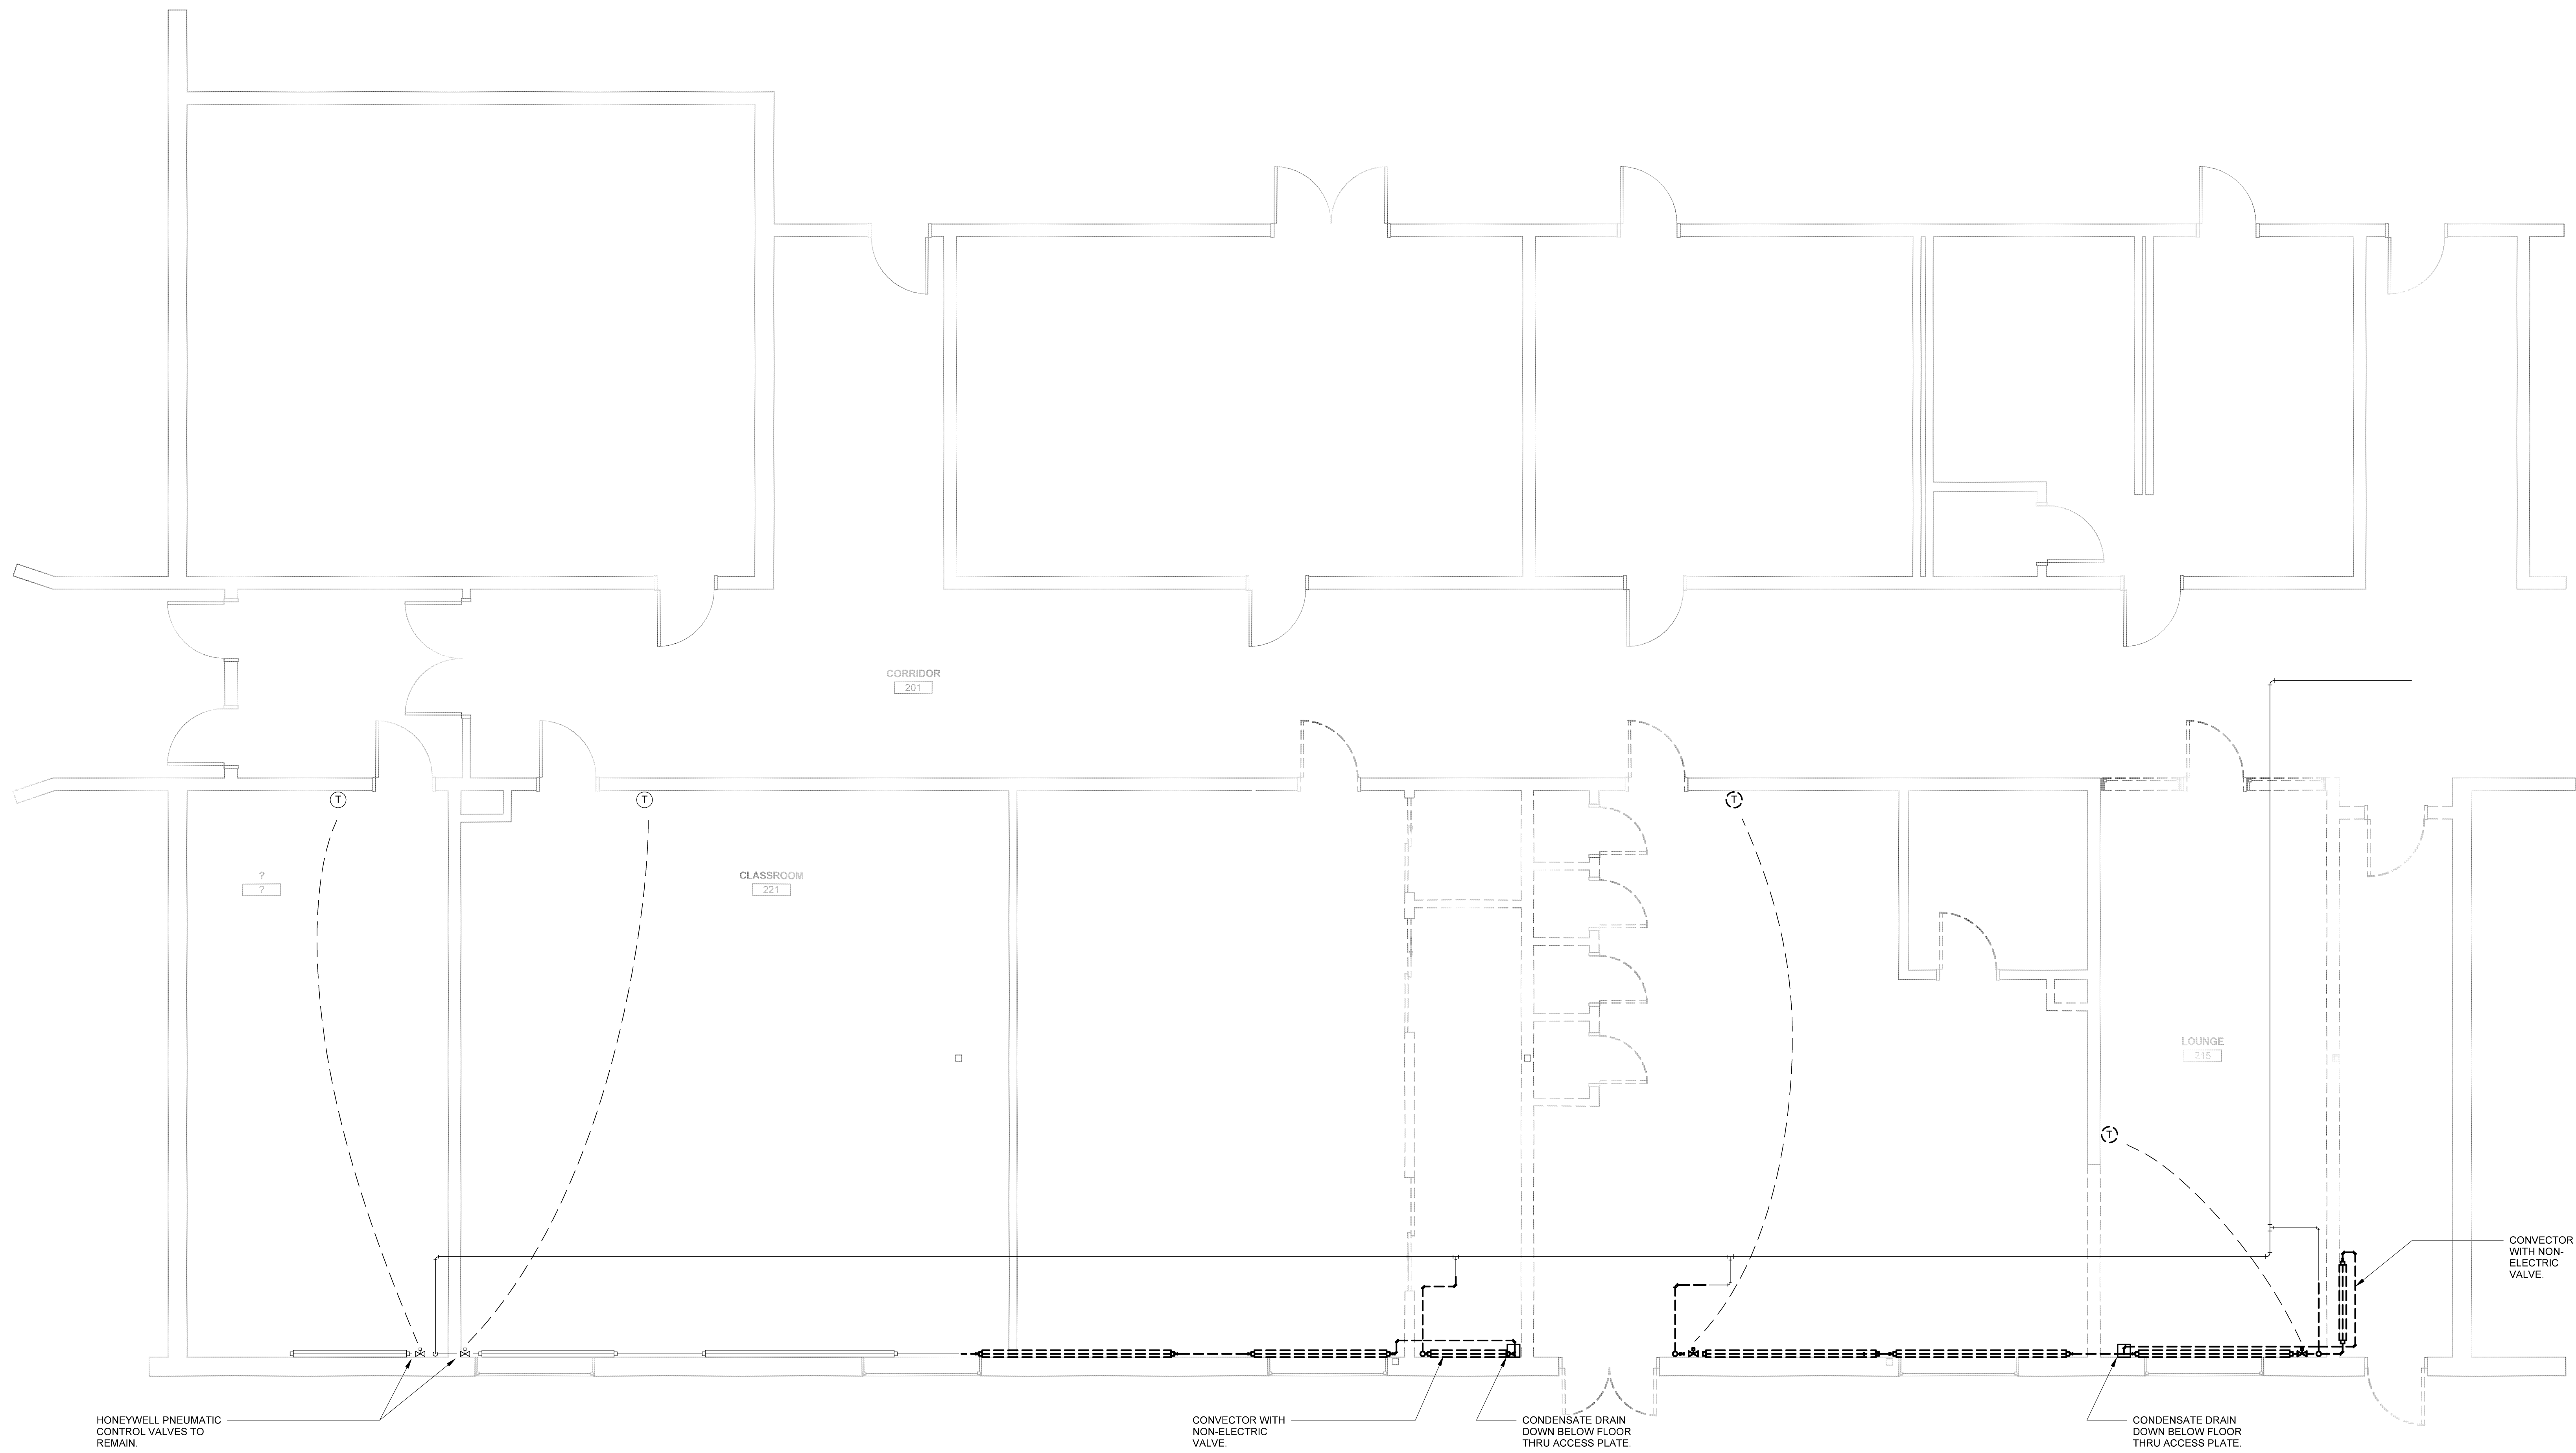 CORRIDOR
201
T
T
T
?
?
CLASSROOM
221
LOUNGE
215
T
CONVECTOR
WITH NON-
ELECTRIC
VALVE.
HONEYWELL PNEUMATIC
CONTROL VALVES TO
REMAIN.
CONVECTOR WITH
NON-ELECTRIC
VALVE.
CONDENSATE DRAIN
DOWN BELOW FLOOR
THRU ACCESS PLATE.
CONDENSATE DRAIN
DOWN BELOW FLOOR
THRU ACCESS PLATE.